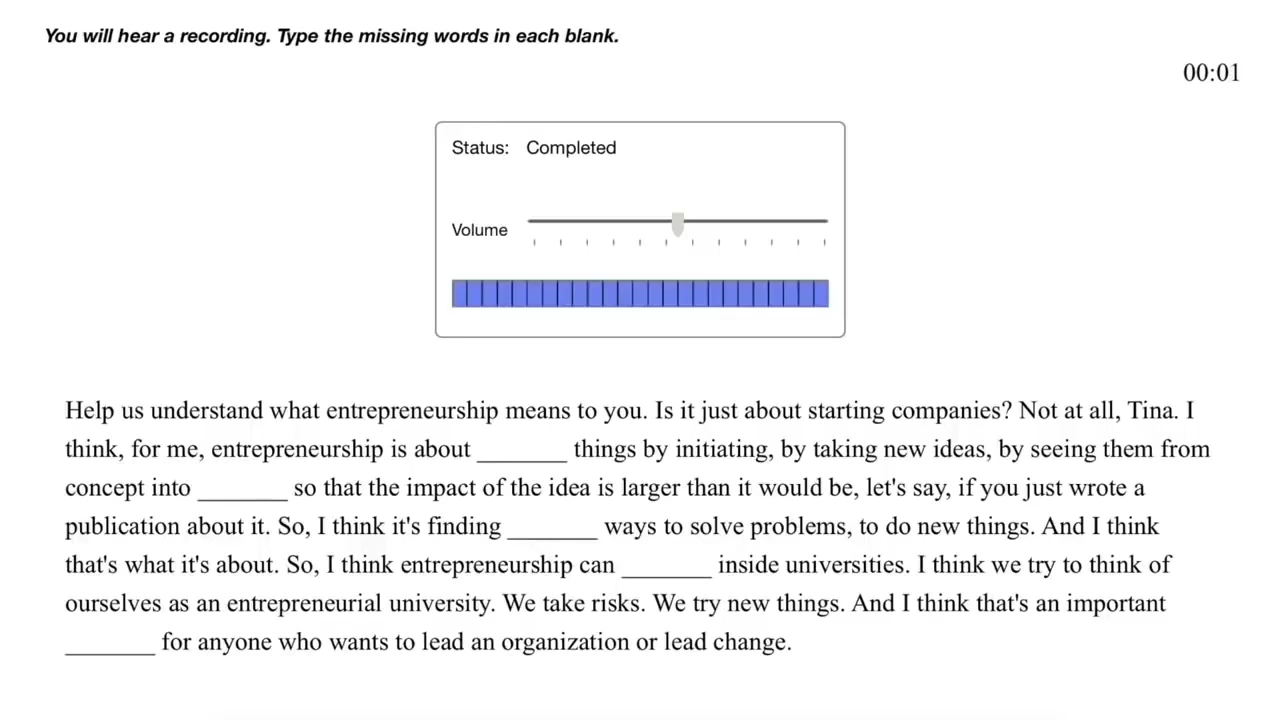 You will hear a recording. Type the missing words in each blank.
00:01
Status: Completed
Volume
Help us understand what entrepreneurship means to you. Is it just about starting companies? Not at all, Tina. I
think, for me, entrepreneurship is about _______ things by initiating, by taking new ideas, by seeing them from
concept into _______ so that the impact of the idea is larger than it would be, let's say, if you just wrote a
publication about it. So, I think it's finding _______ ways to solve problems, to do new things. And I think
that's what it's about. So, I think entrepreneurship can _______ inside universities. I think we try to think of
ourselves as an entrepreneurial university. We take risks. We try new things. And I think that's an important
_______ for anyone who wants to lead an organization or lead change.